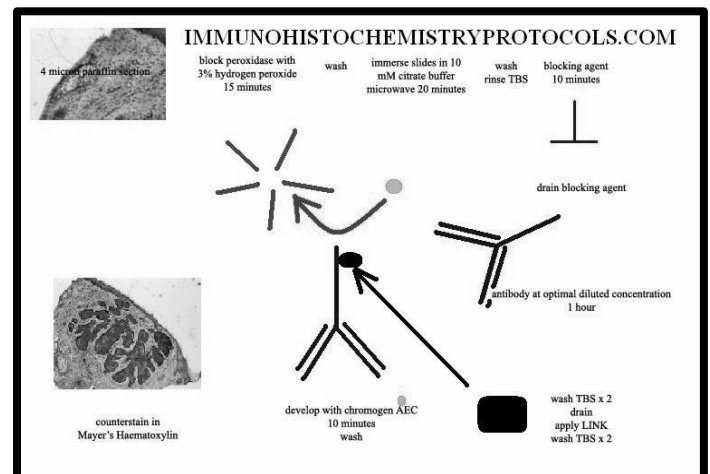 IMMUNOHISTOCHEMISTRYPROTOCOLS.COM
4 micron paraffin section
block peroxidase with
3% hydrogen peroxide
15 minutes
wash
immerse slides in 10
mM citrate buffer
microwave 20 minutes
wash
rinse TBS
blocking agent
10 minutes
drain blocking agent
antibody at optimal diluted concentration
1 hour
wash TBS x 2
drain
apply LINK
wash TBS x 2
develop with chromogen AEC
10 minutes
wash
counterstain in
Mayer's Haematoxylin